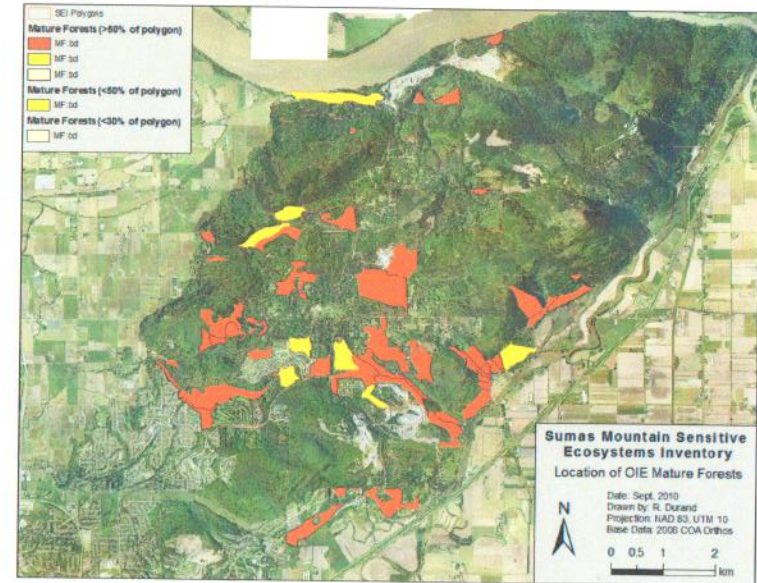 SEI Polygons
Mature Forests (>50% of polygon)
MF:bd
MF:bd
MF:bd
Mature Forests (<50% of polygon)
MF:bd
Mature Forests (<30% of polygon)
MF:bd
Sumas Mountain Sensitive
Ecosystems Inventory
Location of OIE Mature Forests
N
Date: Sept, 2010
Drawn by: R. Durand
Projection: NAD 83, UTM 10
Base Data: 2008 COA Orthos
0 0.5 1 2
km